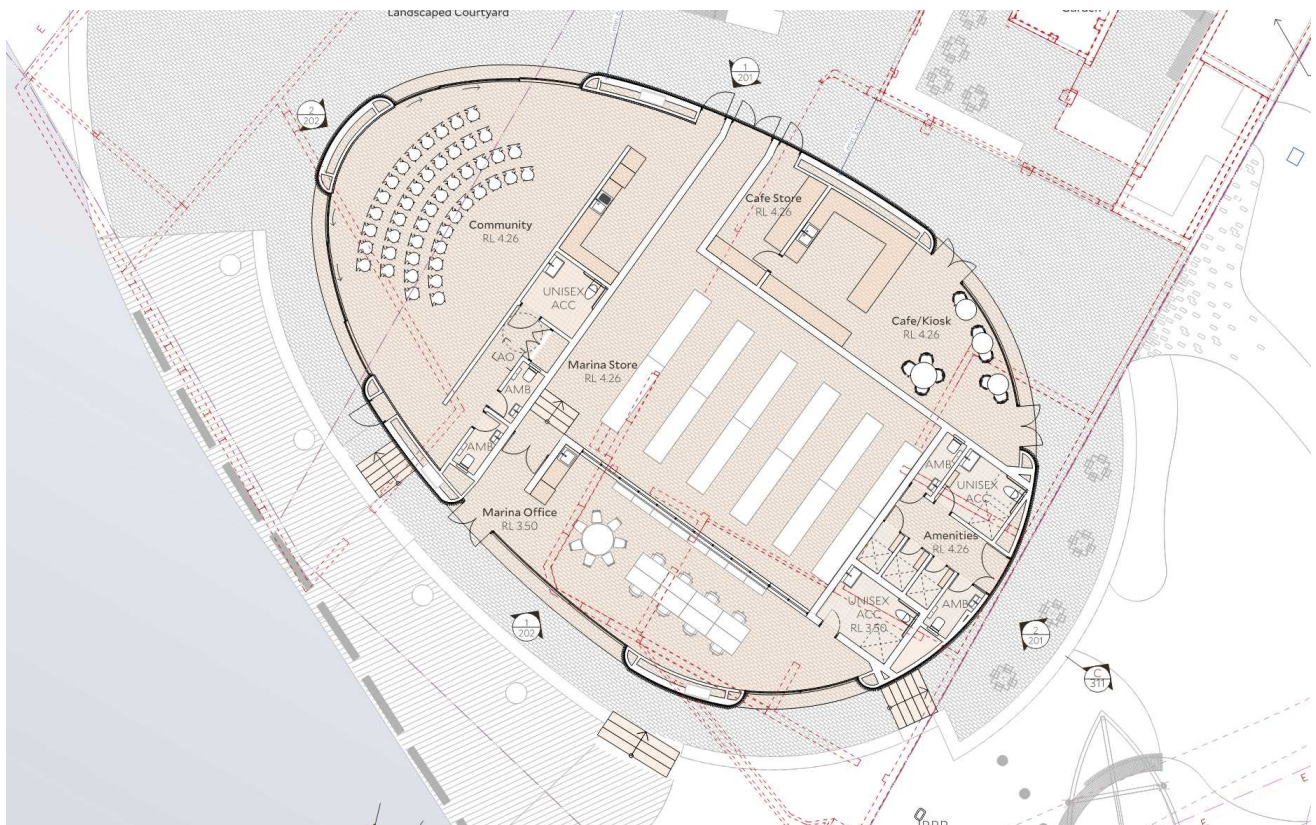 Landscaped Courtyard
Garden
E
1
201
2
202
Cafe Store
RL 4.26
Community
RL 4.26
UNISEX
ACC
Cafe/Kiosk
RL 4.26
Marina Store
RL 4.26
AO
AMB
AMB
AMB
UNISEX
ACC
Marina Office
RL 3.50
Amenities
RL 4.26
UNISEX
ACC
RL 3.50
AMB
1
202
2
201
C
311
E
E